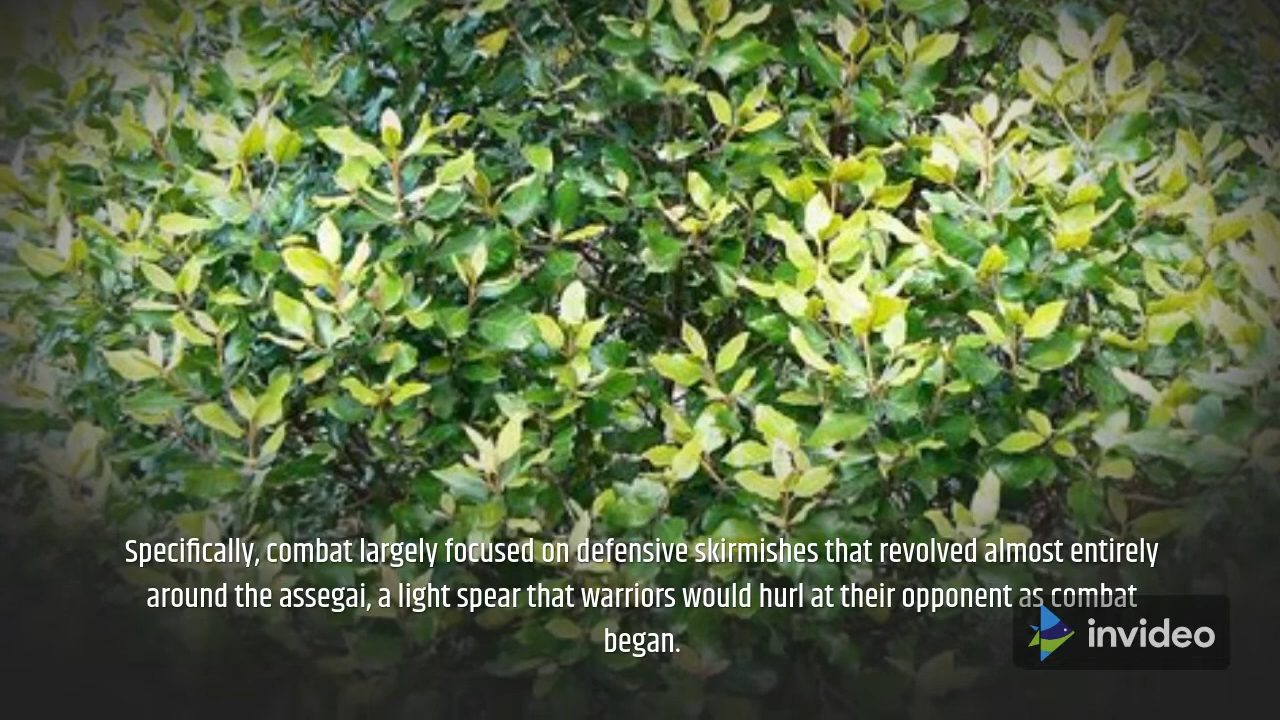 Specifically, combat largely focused on defensive skirmishes that revolved almost entirely
around the assegai, a light spear that warriors would hurl at their opponent as combat
began.
invideo